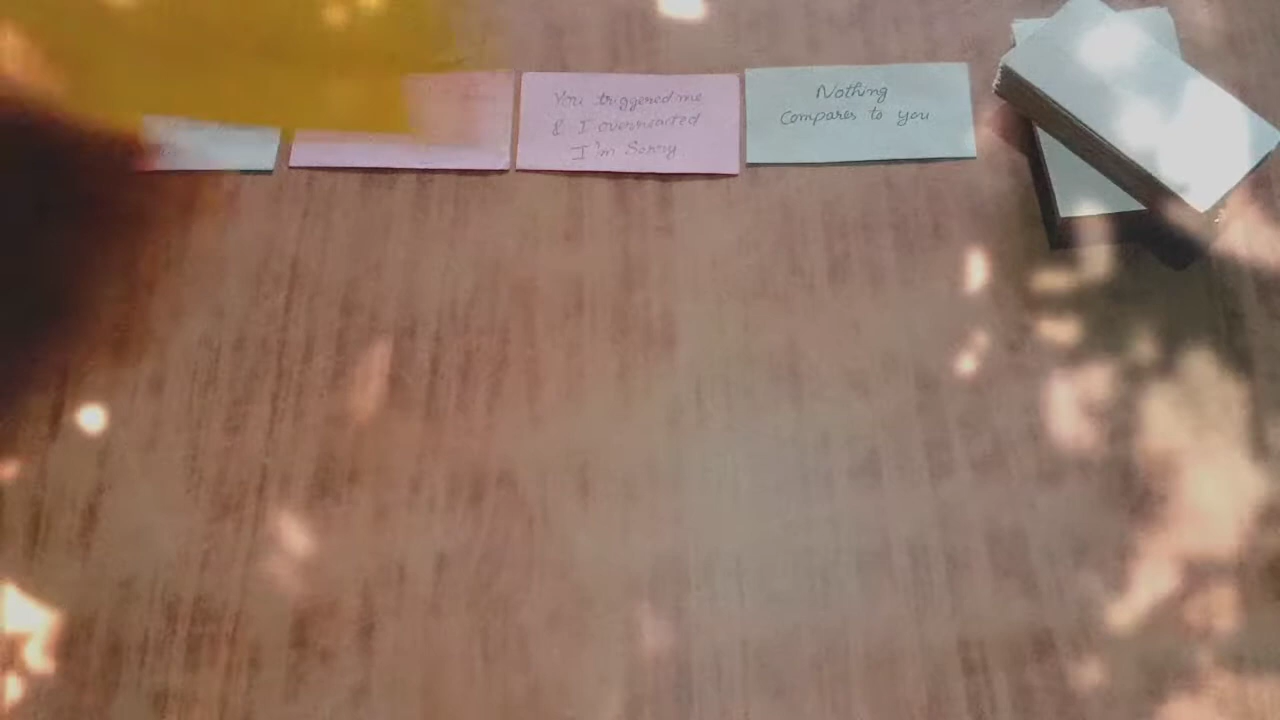 You triggered me
& I overreacted
I'm Sorry
Nothing
Compares to you